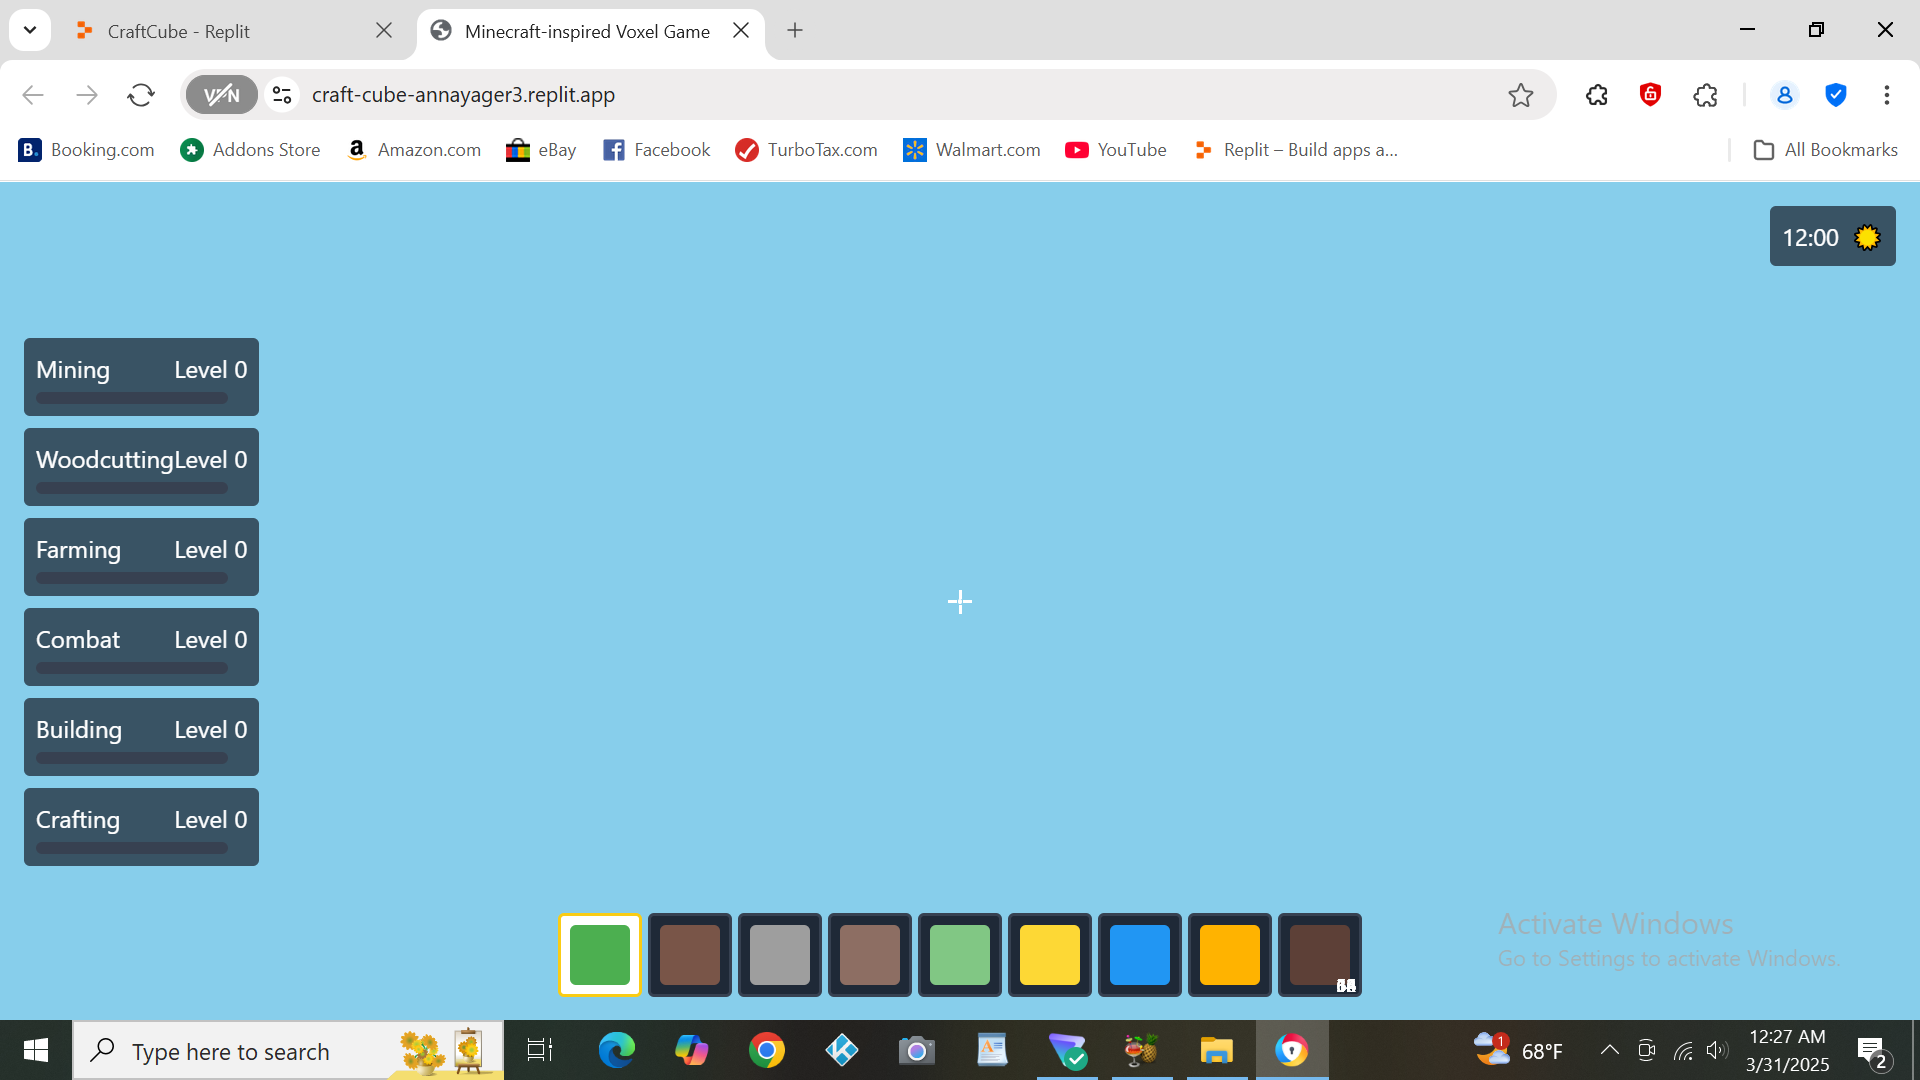 CraftCube - Replit
Minecraft-inspired Voxel Game
VPN
craft-cube-annayager3.replit.app
B. Booking.com
Addons Store
a Amazon.com
eBay
f Facebook
TurboTax.com
Walmart.com
YouTube
Replit – Build apps a...
All Bookmarks
12:00
Mining Level 0
Woodcutting Level 0
Farming Level 0
Combat Level 0
Building Level 0
Crafting Level 0
Activate Windows
Go to Settings to activate Windows.
Type here to search
1
68°F
12:27 AM
3/31/2025
2